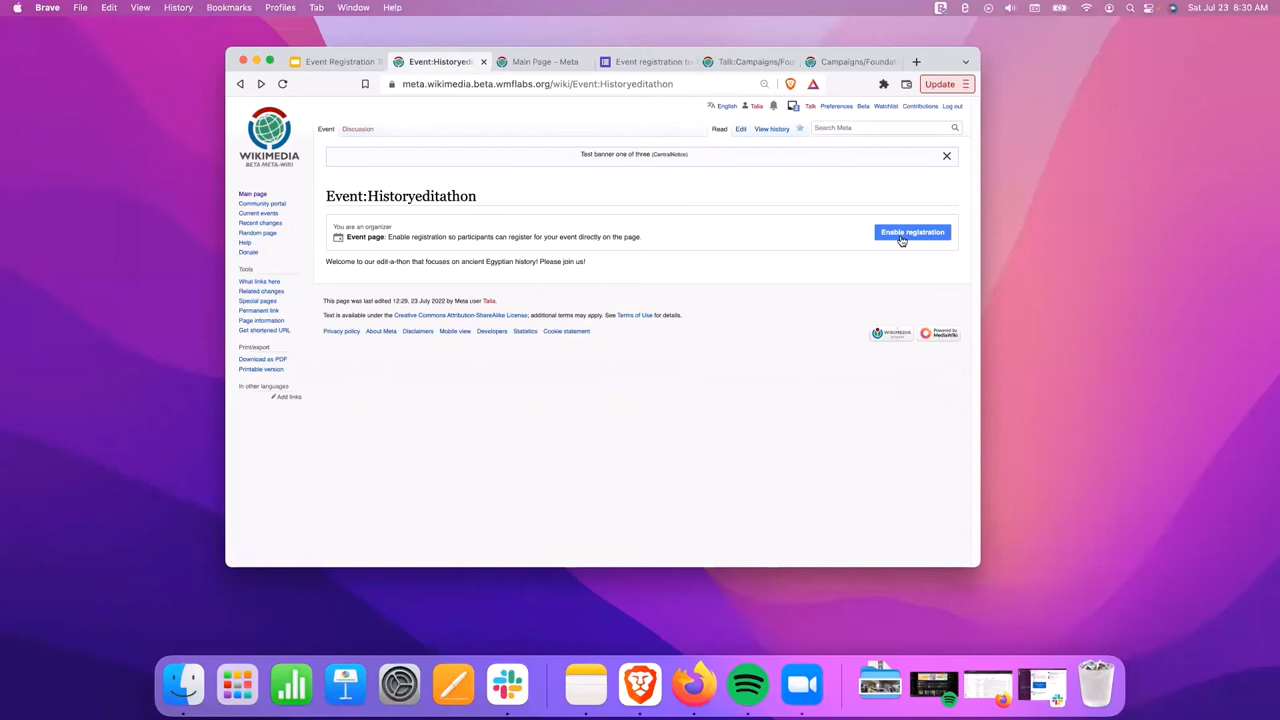 Brave File Edit View History Bookmarks Profiles Tab Window Help Sat Jul 23 8:30 AM
Event Registration T Event:Historyed Main Page - Meta Event registration to Talk:Campaigns/Fou Campaigns/Foundat
meta.wikimedia.beta.wmflabs.org/wiki/Event:Historyeditathon Update
English Talia Talk Preferences Beta Watchlist Contributions Log out
Event Discussion Read Edit View history Search Meta
WIKIMEDIA
BETA META-WIKI
Test banner one of three (CentralNotice)
Main page
Community portal
Current events
Recent changes
Random page
Help
Donate
Tools
What links here
Related changes
Special pages
Permanent link
Page information
Get shortened URL
Print/export
Download as PDF
Printable version
In other languages
Add links
Event:Historyeditathon
You are an organizer
Event page: Enable registration so participants can register for your event directly on the page.
Enable registration
Welcome to our edit-a-thon that focuses on ancient Egyptian history! Please join us!
This page was last edited 12:29, 23 July 2022 by Meta user Talia.
Text is available under the Creative Commons Attribution-ShareAlike License; additional terms may apply. See Terms of Use for details.
Privacy policy About Meta Disclaimers Mobile view Developers Statistics Cookie statement
WIKIMEDIA
Powered by
MediaWiki